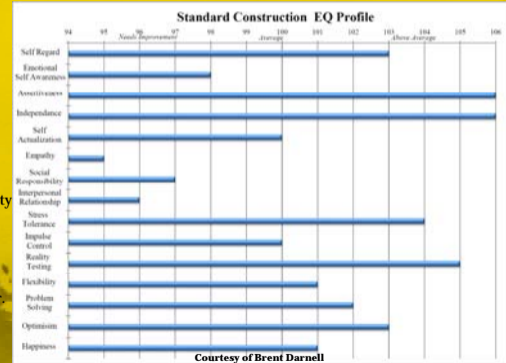 Standard Construction EQ Profile
94 95 96 97 98 99 100 101 102 103 104 105 106
Needs Improvement Average Above Average
Self Regard
Emotional
Self Awareness
Assertiveness
Independence
Self
Actualization
Empathy
Social
Responsibility
Interpersonal
Relationship
ty
Stress
Tolerance
Impulse
Control
Reality
Testing
Flexibility
Problem
Solving
Optimism
Happiness
Courtesy of Brent Darnell